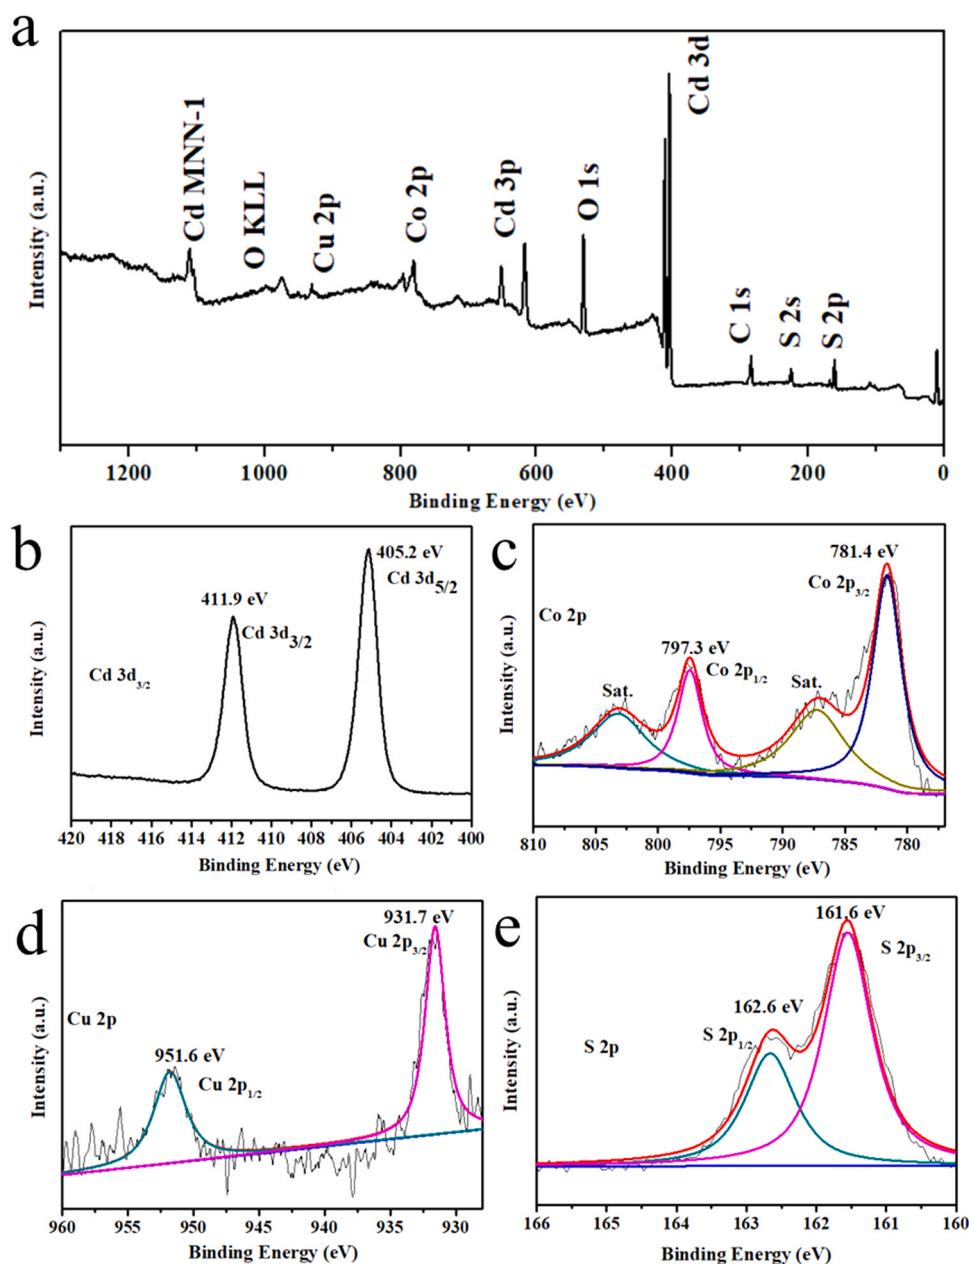 a
Cd MNN-1
O KLL
Cu 2p
Co 2p
Cd 3p
O 1s
Cd 3d
C 1s
S 2s
S 2p
Intensity (a.u.)
1200 1000 800 600 400 200 0
Binding Energy (eV)
b
405.2 eV
Cd 3d5/2
411.9 eV
Cd 3d3/2
Cd 3d3/2
Intensity (a.u.)
420 418 416 414 412 410 408 406 404 402 400
Binding Energy (eV)
c
781.4 eV
Co 2p3/2
Co 2p
797.3 eV
Co 2p1/2
Sat.
Sat.
Intensity (a.u.)
810 805 800 795 790 785 780
Binding Energy (eV)
d
931.7 eV
Cu 2p3/2
Cu 2p
951.6 eV
Cu 2p1/2
Intensity (a.u.)
960 955 950 945 940 935 930
Binding Energy (eV)
e
161.6 eV
S 2p3/2
162.6 eV
S 2p1/2
S 2p
Intensity (a.u.)
166 165 164 163 162 161 160
Binding Energy (eV)